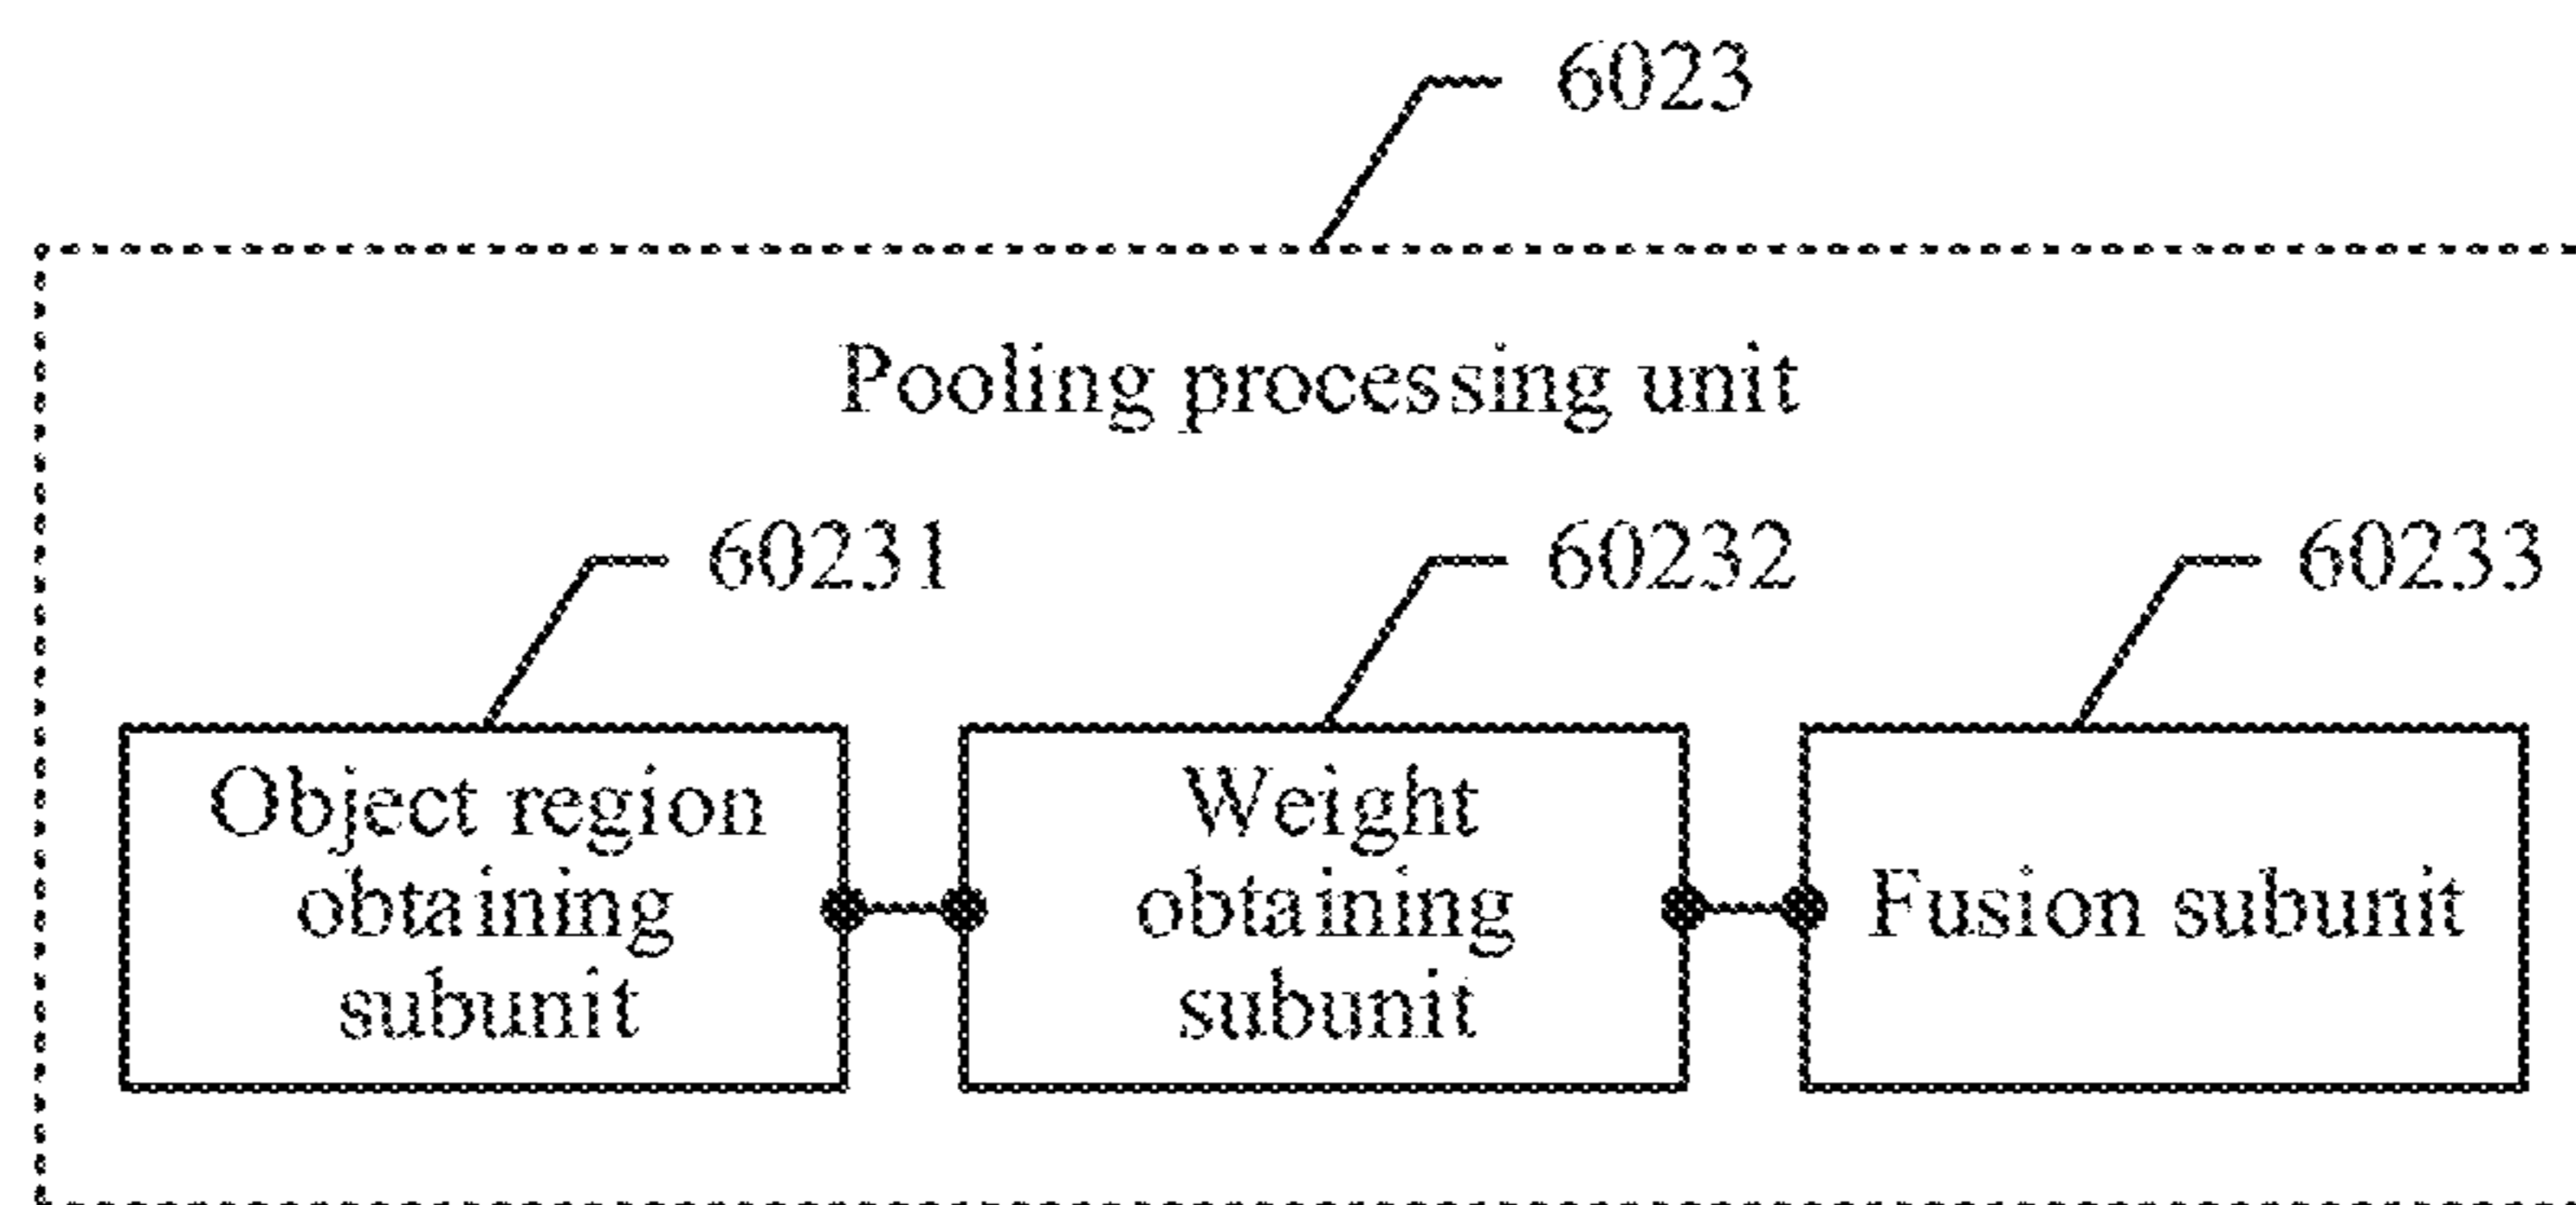 6023
Pooling processing unit
60231
60232
60233
Object region
obtaining
subunit
Weight
obtaining
subunit
Fusion subunit